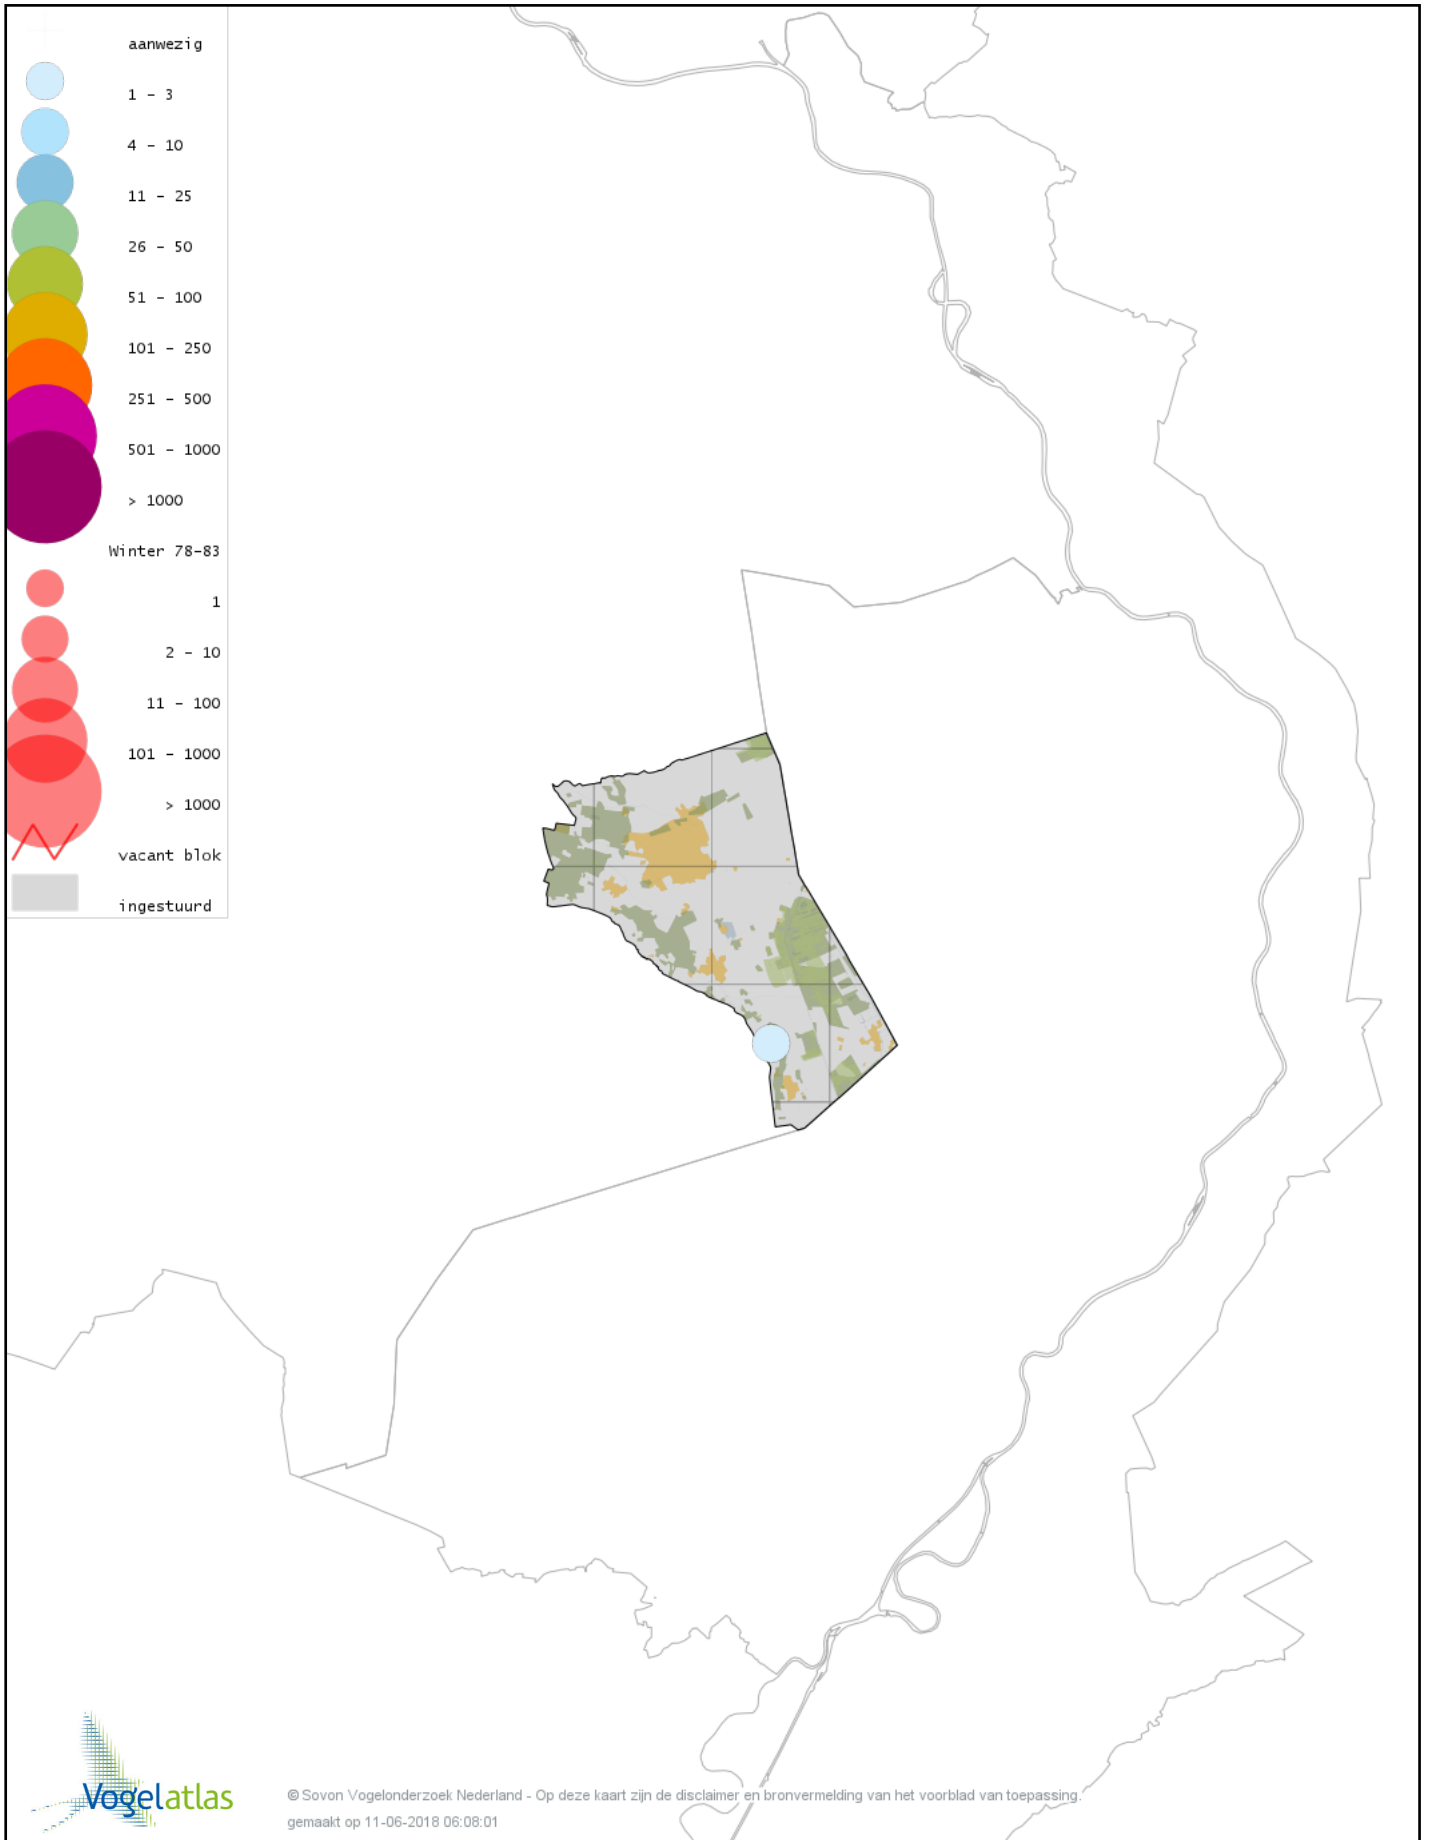 aanwezig
1 - 3
4 - 10
11 - 25
26 - 50
51 - 100
101 - 250
251 - 500
501 - 1000
> 1000
Winter 78-83
1
2 - 10
11 - 100
101 - 1000
> 1000
vacant blok
ingestuurd
Vogelatlas
© Sovon Vogelonderzoek Nederland - Op deze kaart zijn de disclaimer en bronvermelding van het voorblad van toepassing.
gemaakt op 11-06-2018 06:08:01